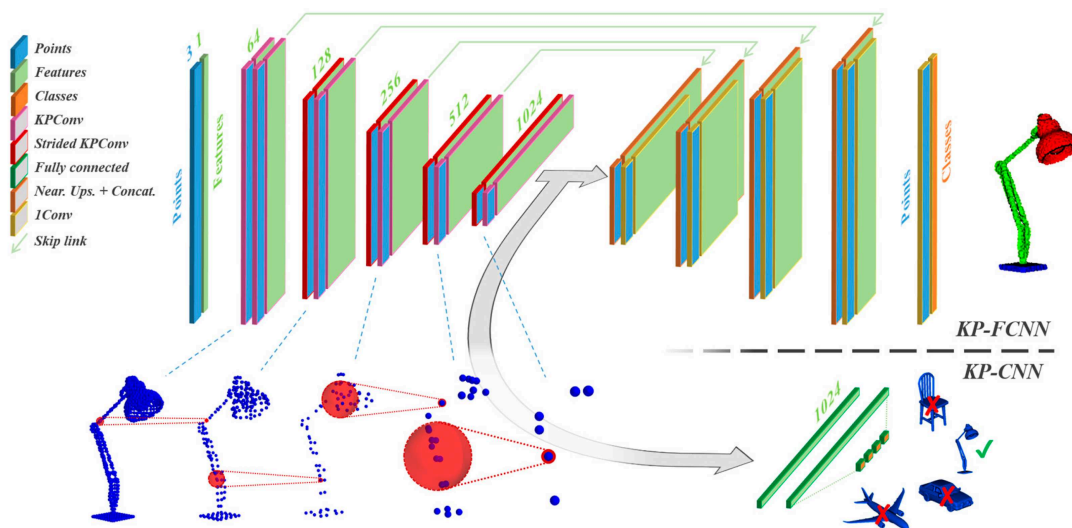 Points
Features
Classes
KPConv
Strided KPConv
Fully connected
Near. Ups. + Concat.
1Conv
Skip link
3
1
Points
Features
64
128
256
512
1024
Points
Classes
KP-FCNN
KP-CNN
1024